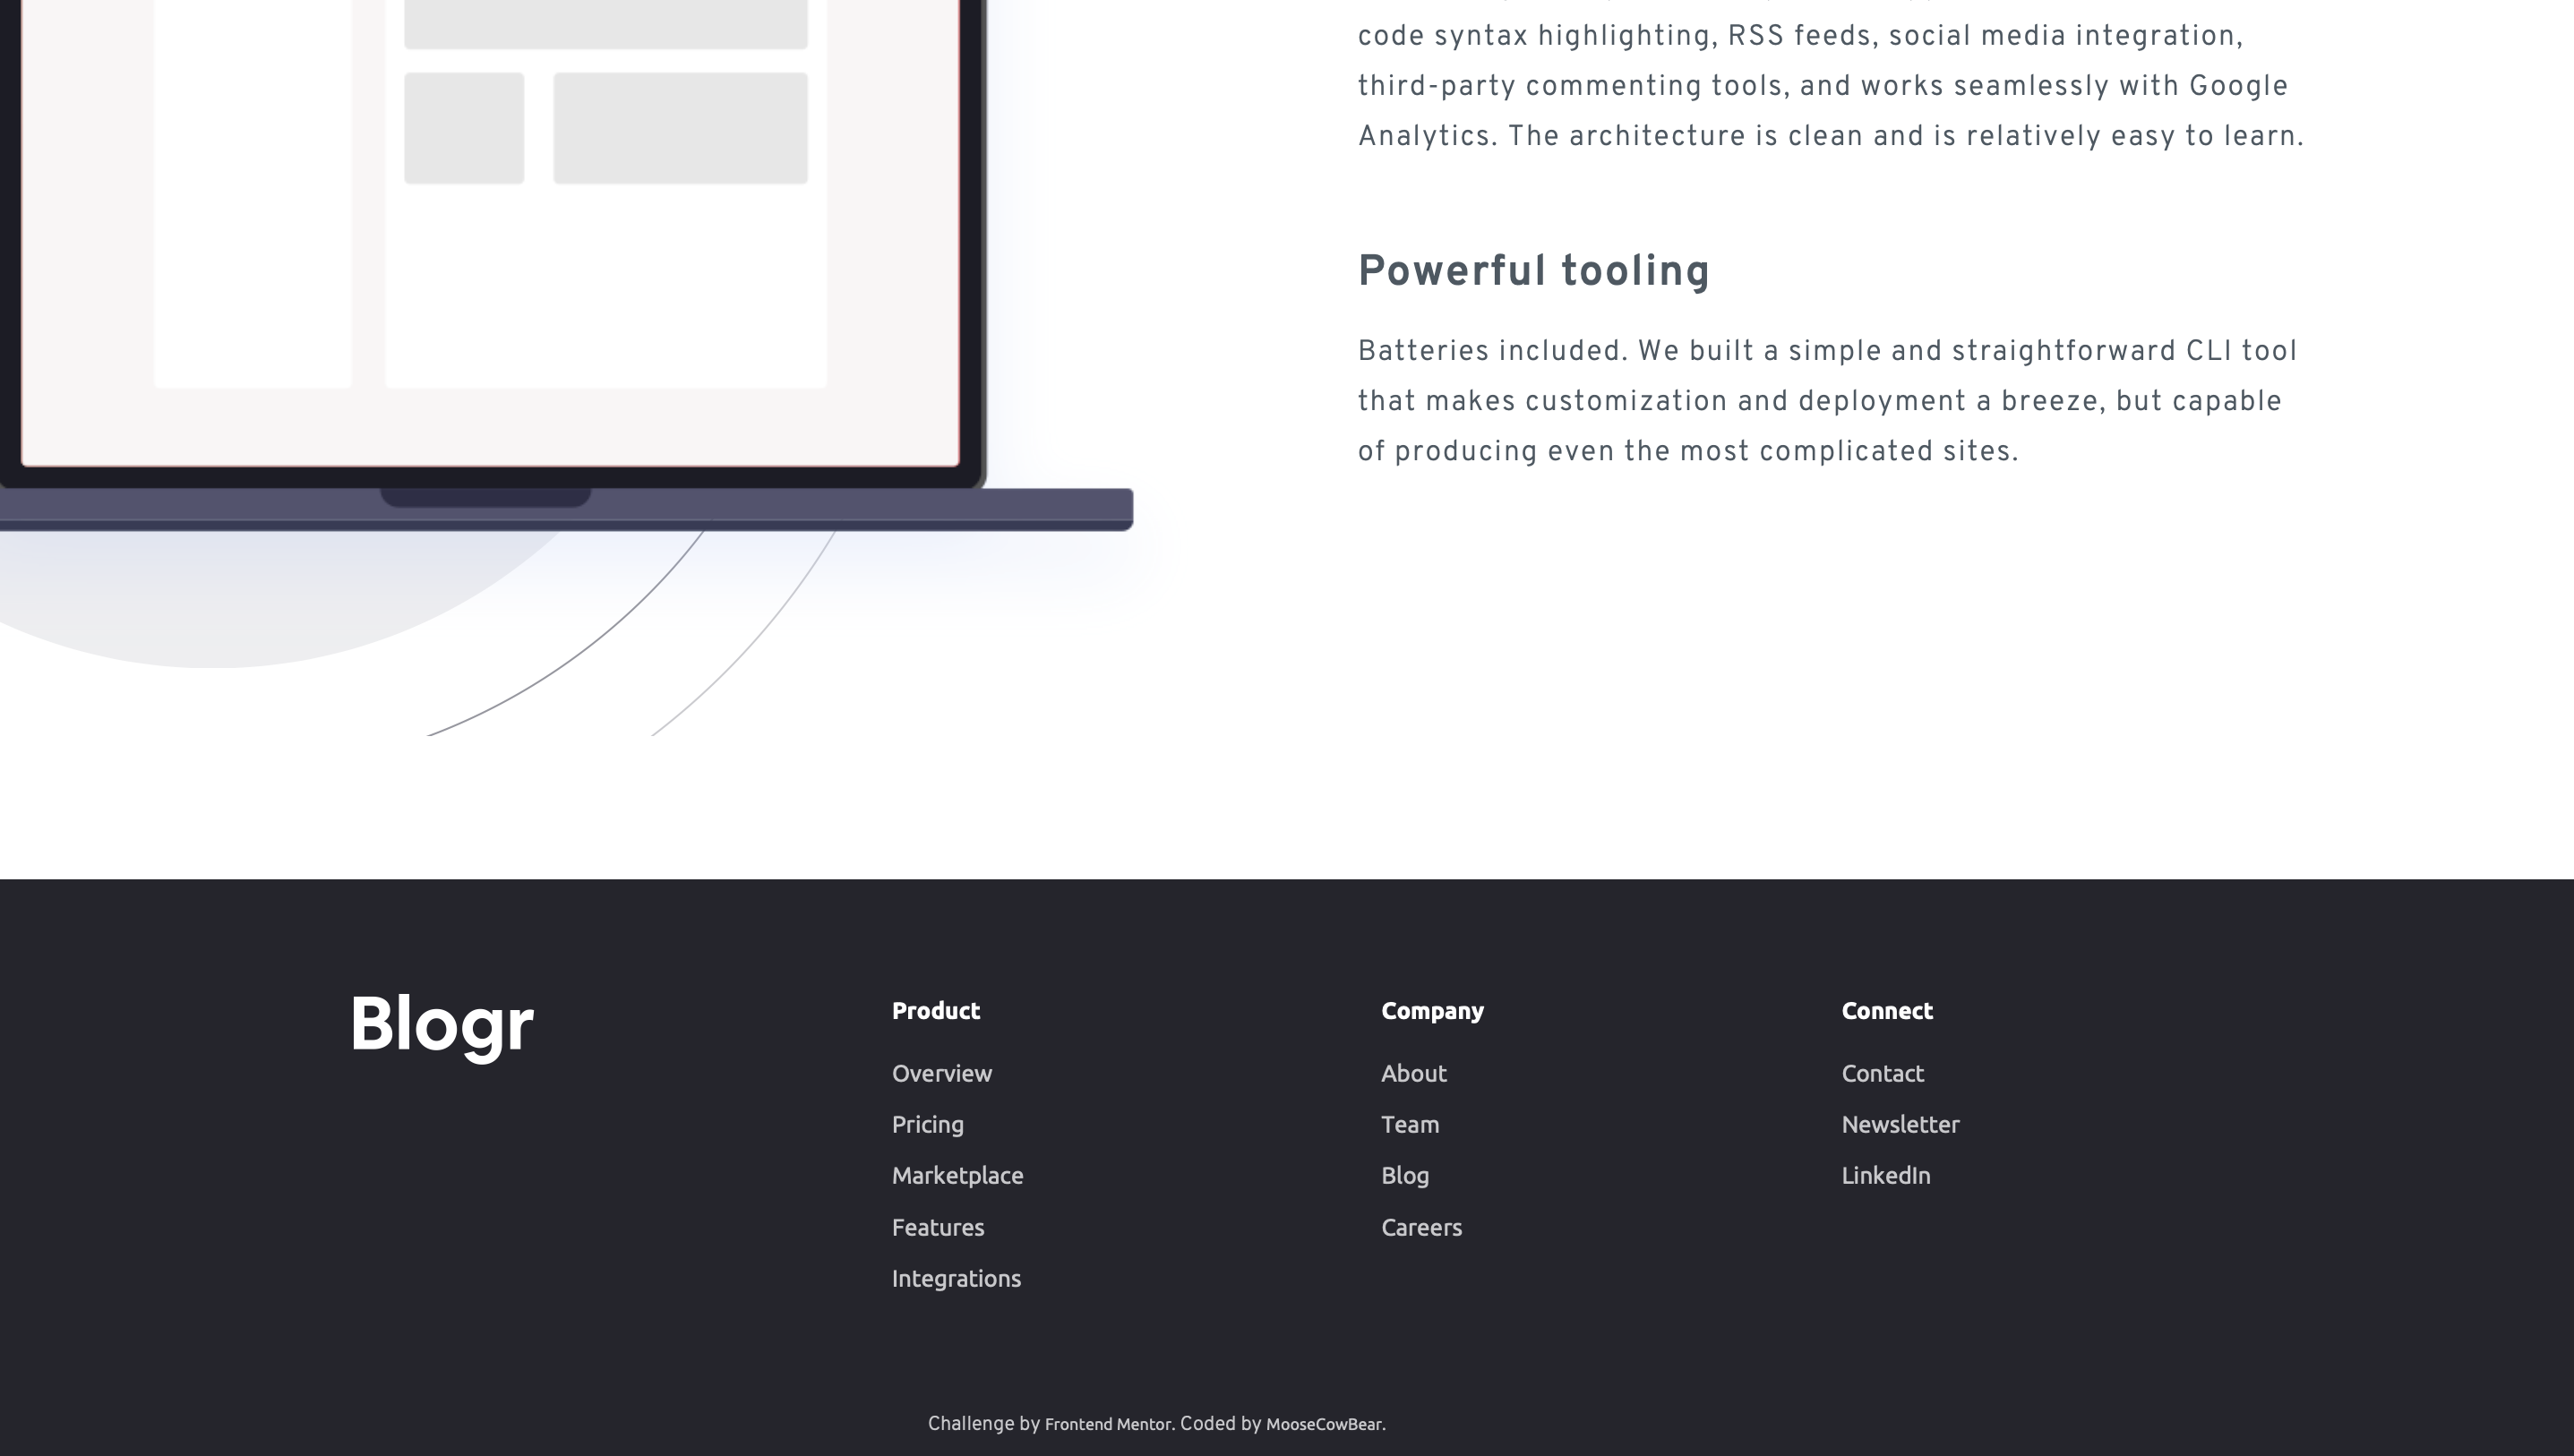 code syntax highlighting, RSS feeds, social media integration,
third-party commenting tools, and works seamlessly with Google
Analytics. The architecture is clean and is relatively easy to learn.
Powerful tooling
Batteries included. We built a simple and straightforward CLI tool
that makes customization and deployment a breeze, but capable
of producing even the most complicated sites.
Blogr
Product
Overview
Pricing
Marketplace
Features
Integrations
Company
About
Team
Blog
Careers
Connect
Contact
Newsletter
LinkedIn
Challenge by Frontend Mentor. Coded by MooseCowBear.